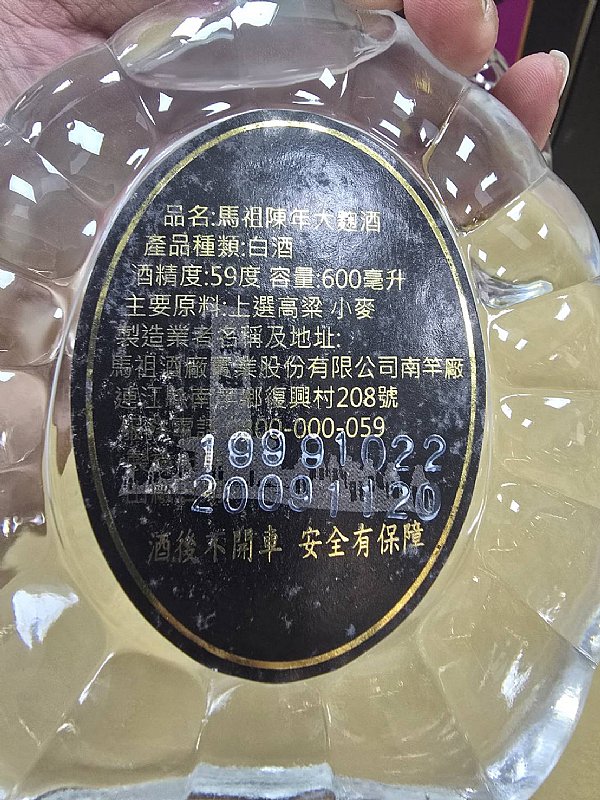 品名:馬祖陳年大麴酒
產品種類:白酒
酒精度:59度 容量:600毫升
主要原料:上選高粱 小麥
製造業者名稱及地址:
馬祖酒廠實業股份有限公司南竿廠
連江縣南竿鄉復興村208號
00-000-059
19991022
20091120
酒後不開車 安全有保障